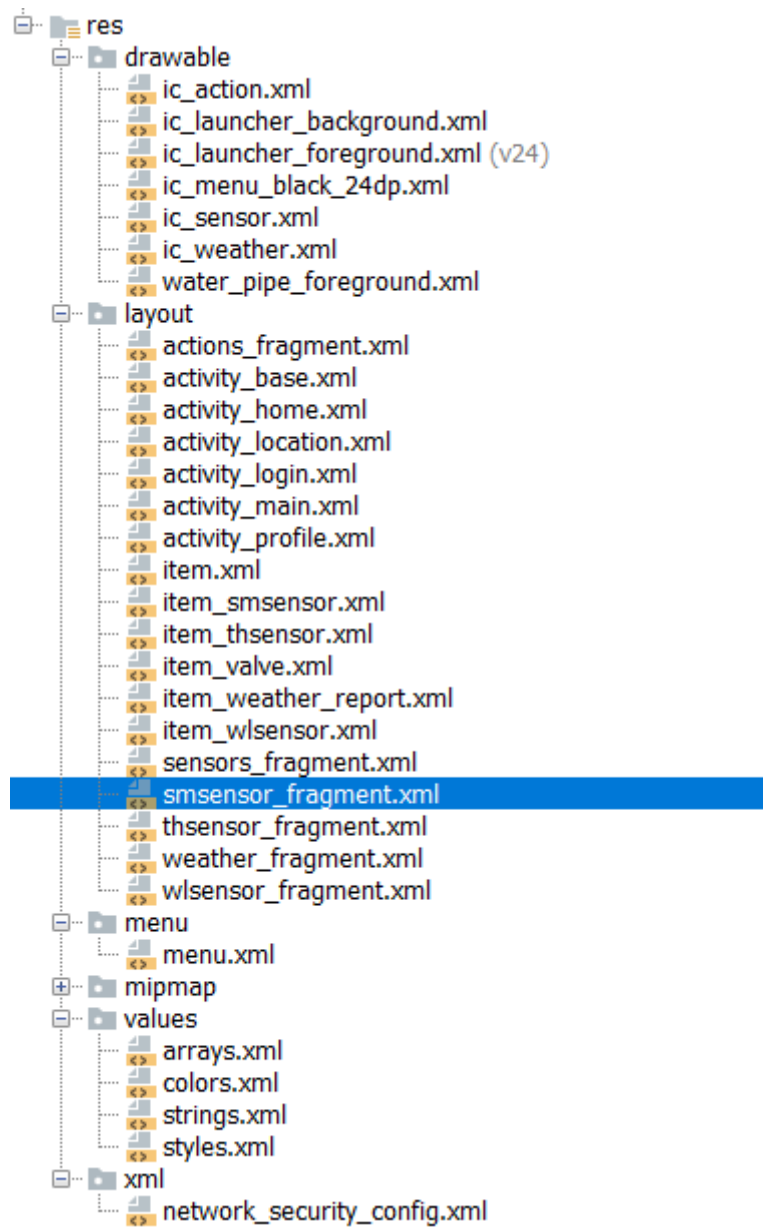 res
drawable
ic_action.xml
ic_launcher_background.xml
ic_launcher_foreground.xml (v24)
ic_menu_black_24dp.xml
ic_sensor.xml
ic_weather.xml
water_pipe_foreground.xml
layout
actions_fragment.xml
activity_base.xml
activity_home.xml
activity_location.xml
activity_login.xml
activity_main.xml
activity_profile.xml
item.xml
item_smsensor.xml
item_thsensor.xml
item_valve.xml
item_weather_report.xml
item_wlsensor.xml
sensors_fragment.xml
smsensor_fragment.xml
thsensor_fragment.xml
weather_fragment.xml
wlsensor_fragment.xml
menu
menu.xml
mipmap
values
arrays.xml
colors.xml
strings.xml
styles.xml
xml
network_security_config.xml